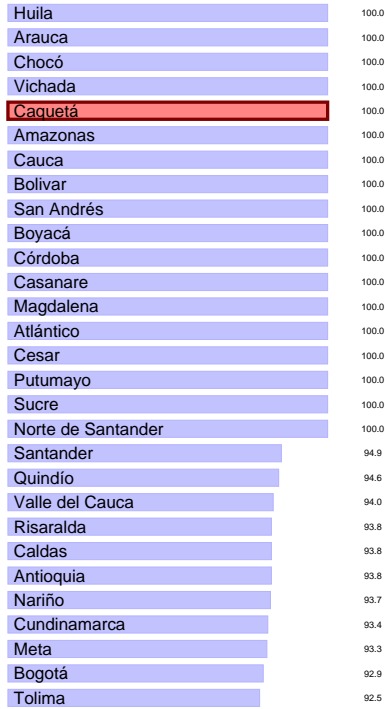 Huila 100.0
Arauca 100.0
Chocó 100.0
Vichada 100.0
Caquetá 100.0
Amazonas 100.0
Cauca 100.0
Bolivar 100.0
San Andrés 100.0
Boyacá 100.0
Córdoba 100.0
Casanare 100.0
Magdalena 100.0
Atlántico 100.0
Cesar 100.0
Putumayo 100.0
Sucre 100.0
Norte de Santander 100.0
Santander 94.9
Quindío 94.6
Valle del Cauca 94.0
Risaralda 93.8
Caldas 93.8
Antioquia 93.8
Nariño 93.7
Cundinamarca 93.4
Meta 93.3
Bogotá 92.9
Tolima 92.5